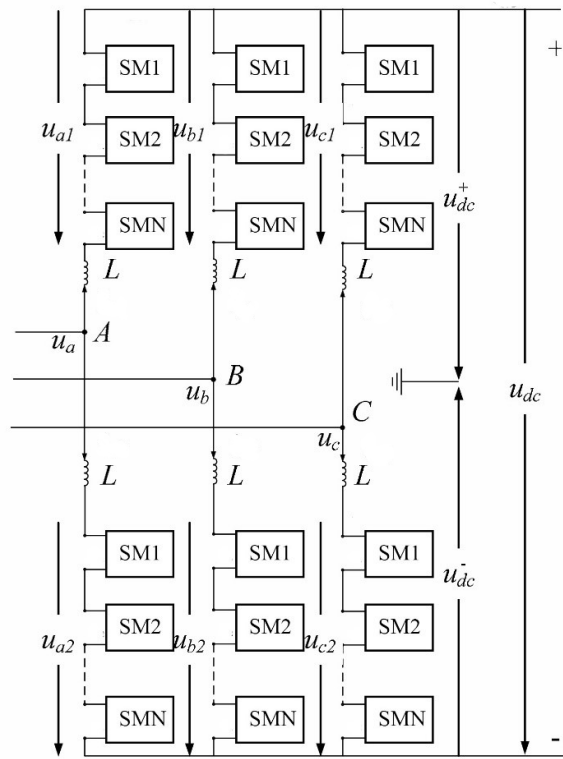 +
SM1 SM1 SM1
u_a1 SM2 u_b1 SM2 u_c1 SM2
u_dc^+
SMN SMN SMN
L L L
A
u_a
B
u_b u_dc
C
u_c
L L L
SM1 SM1 SM1
u_dc^-
u_a2 SM2 u_b2 SM2 u_c2 SM2
SMN SMN SMN
-